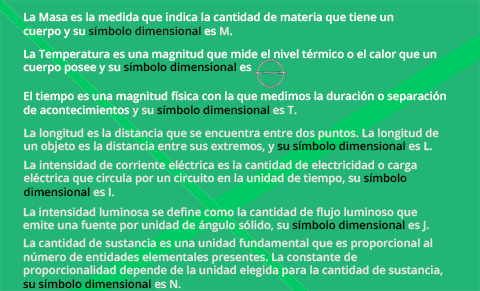 La Masa es la medida que indica la cantidad de materia que tiene un
cuerpo y su símbolo dimensional es M.
La Temperatura es una magnitud que mide el nivel térmico o el calor que un
cuerpo posee y su símbolo dimensional es Θ
El tiempo es una magnitud física con la que medimos la duración o separación
de acontecimientos y su símbolo dimensional es T.
La longitud es la distancia que se encuentra entre dos puntos. La longitud de
un objeto es la distancia entre sus extremos, y su símbolo dimensional es L.
La intensidad de corriente eléctrica es la cantidad de electricidad o carga
eléctrica que circula por un circuito en la unidad de tiempo, su símbolo
dimensional es I.
La intensidad luminosa se define como la cantidad de flujo luminoso que
emite una fuente por unidad de ángulo sólido, su símbolo dimensional es J.
La cantidad de sustancia es una unidad fundamental que es proporcional al
número de entidades elementales presentes. La constante de
proporcionalidad depende de la unidad elegida para la cantidad de sustancia,
su símbolo dimensional es N.